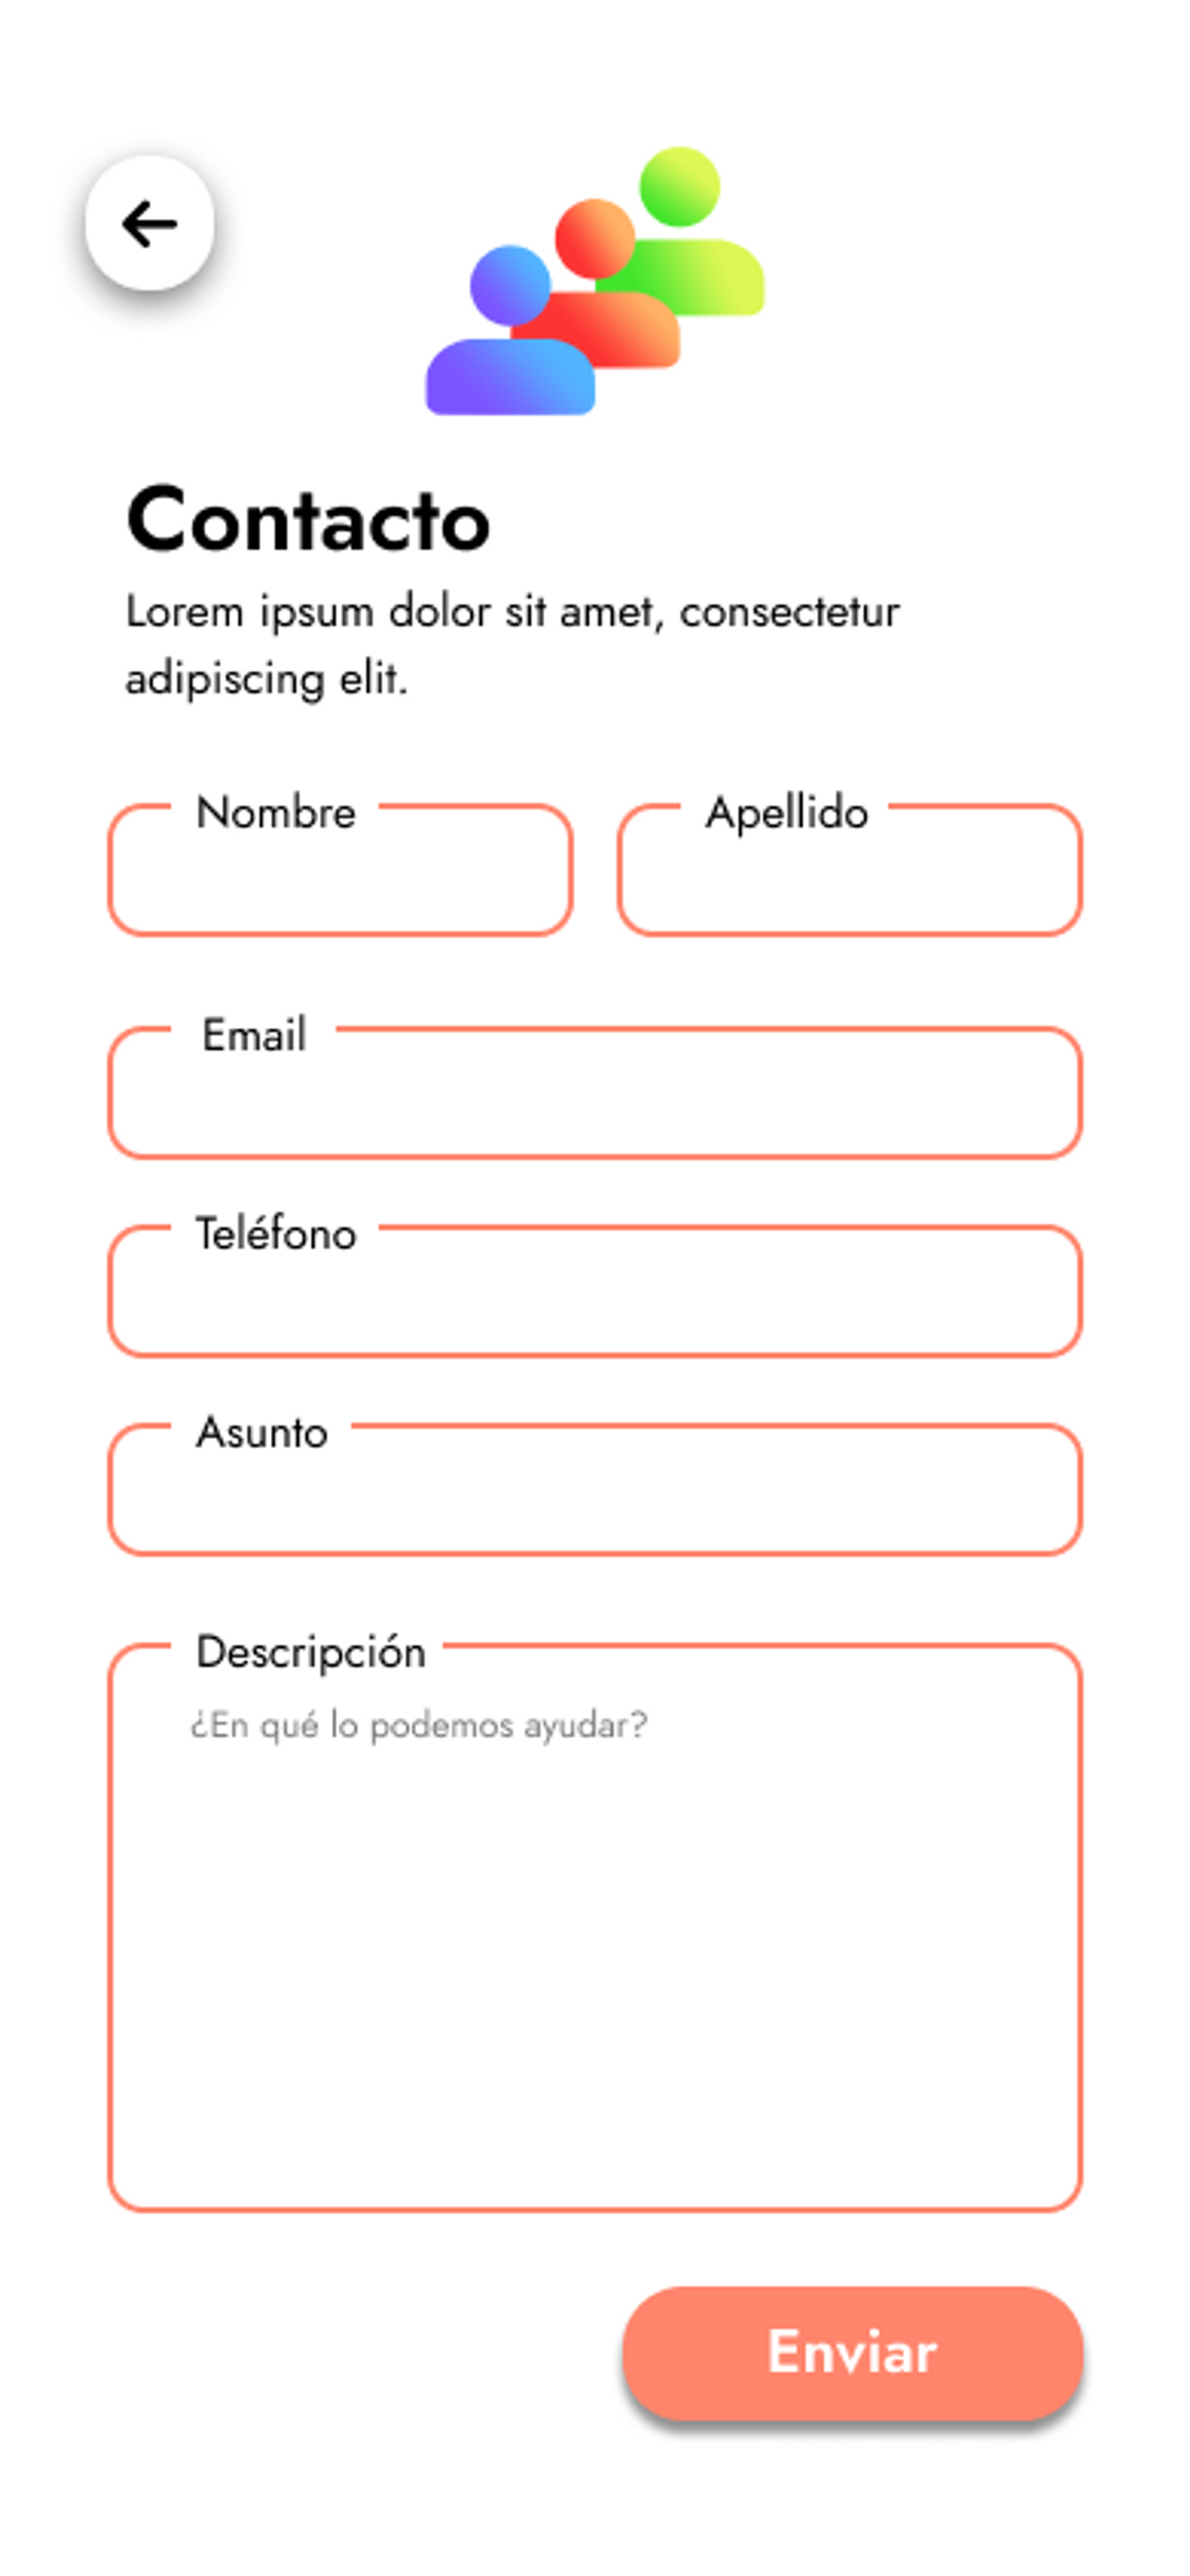 Contacto
Lorem ipsum dolor sit amet, consectetur
adipiscing elit.
Nombre
Apellido
Email
Teléfono
Asunto
Descripción
¿En qué lo podemos ayudar?
Enviar